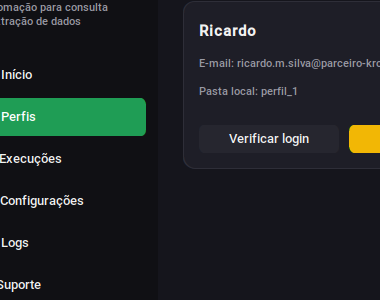 omação para consulta
tração de dados
Início
Perfis
Execuções
Configurações
Logs
Suporte
Ricardo
E-mail: ricardo.m.silva@parceiro-kro
Pasta local: perfil_1
Verificar login